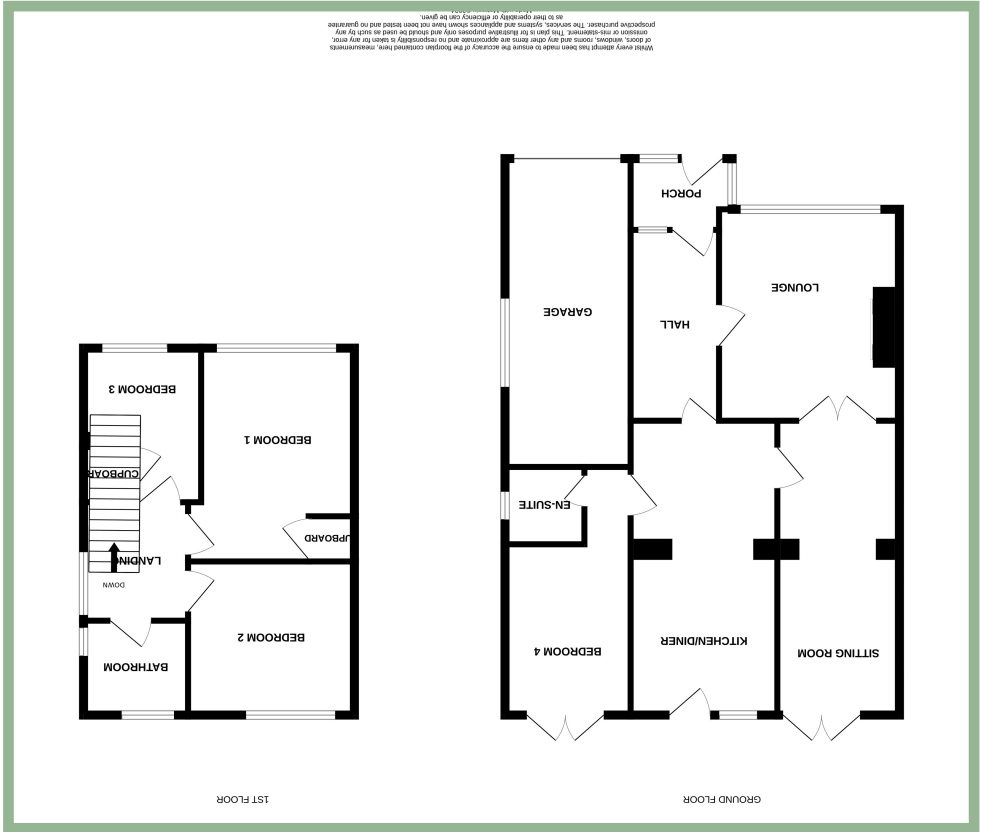 GROUND FLOOR
1ST FLOOR
SITTING ROOM
KITCHEN/DINER
BEDROOM 4
EN-SUITE
LOUNGE
HALL
GARAGE
PORCH
BATHROOM
BEDROOM 2
DOWN
LANDING
UPBOARD
CUPBOAR
BEDROOM 1
BEDROOM 3
Whilst every attempt has been made to ensure the accuracy of the floorplan contained here, measurements
of doors, windows, rooms and any other items are approximate and no responsibility is taken for any error,
omission or mis-statement. This plan is for illustrative purposes only and should be used as such by any
prospective purchaser. The services, systems and appliances shown have not been tested and no guarantee
as to their operability or efficiency can be given.